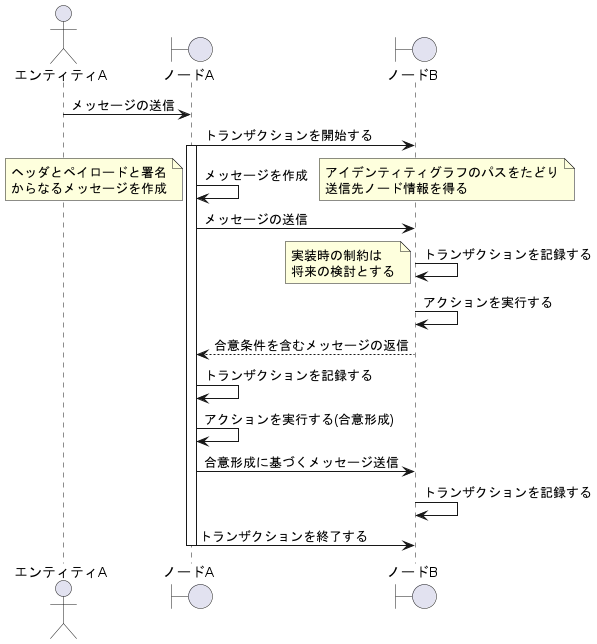 エンティティA
ノードA
ノードB
メッセージの送信
トランザクションを開始する
ヘッダとペイロードと署名
からなるメッセージを作成
メッセージを作成
アイデンティティグラフのパスをたどり
送信先ノード情報を得る
メッセージの送信
実装時の制約は
将来の検討とする
トランザクションを記録する
アクションを実行する
合意条件を含むメッセージの返信
トランザクションを記録する
アクションを実行する(合意形成)
合意形成に基づくメッセージ送信
トランザクションを記録する
トランザクションを終了する
エンティティA
ノードA
ノードB